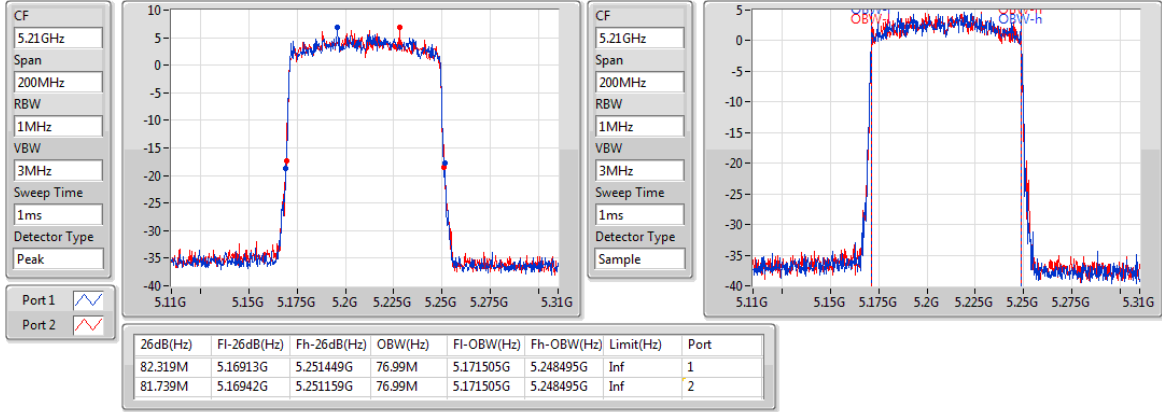 CF
5.21GHz
Span
200MHz
RBW
1MHz
VBW
3MHz
Sweep Time
1ms
Detector Type
Peak
10
5
0
-5
-10
-15
-20
-25
-30
-35
-40
5.11G 5.15G 5.175G 5.2G 5.225G 5.25G 5.275G 5.31G
CF
5.21GHz
Span
200MHz
RBW
1MHz
VBW
3MHz
Sweep Time
1ms
Detector Type
Sample
5
0
-5
-10
-15
-20
-25
-30
-35
-40
OBW-h
5.11G 5.15G 5.175G 5.2G 5.225G 5.25G 5.275G 5.31G
Port 1
Port 2
26dB(Hz) Fl-26dB(Hz) Fh-26dB(Hz) OBW(Hz) Fl-OBW(Hz) Fh-OBW(Hz) Limit(Hz) Port
82.319M 5.16913G 5.251449G 76.99M 5.171505G 5.248495G Inf 1
81.739M 5.16942G 5.251159G 76.99M 5.171505G 5.248495G Inf 2